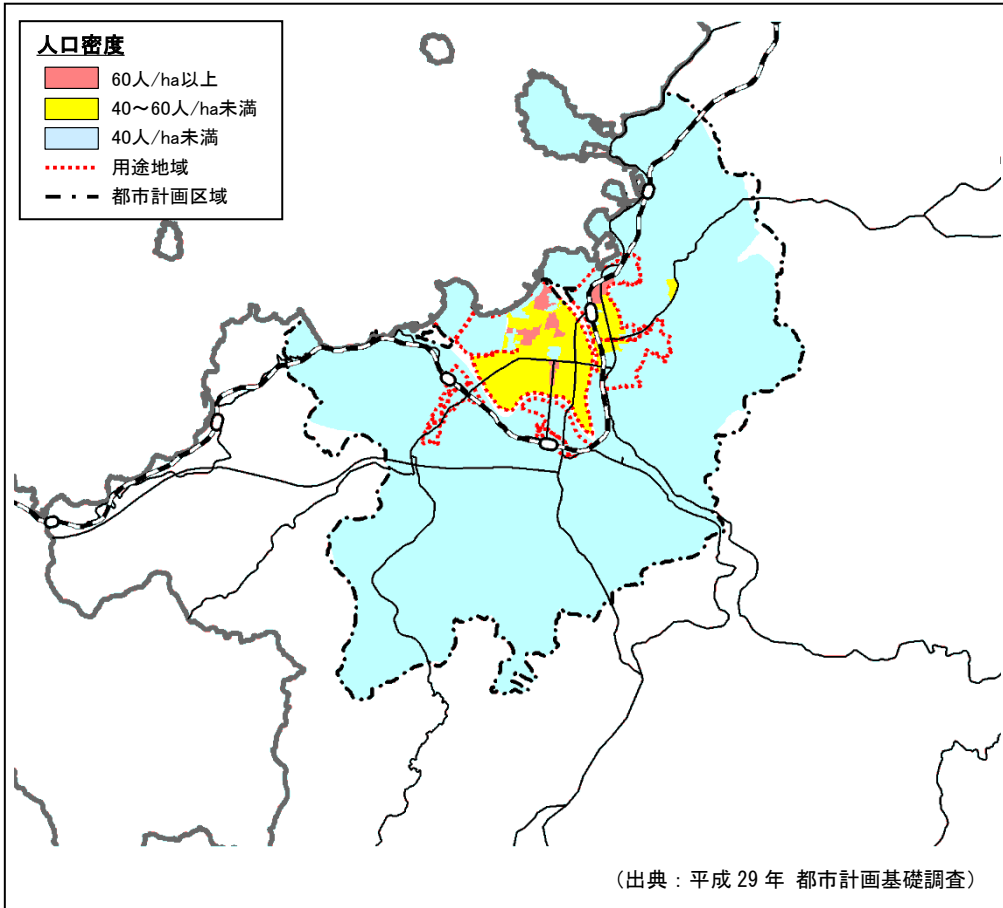 人口密度
60人/ha以上
40～60人/ha未満
40人/ha未満
用途地域
都市計画区域
（出典：平成 29 年 都市計画基礎調査）